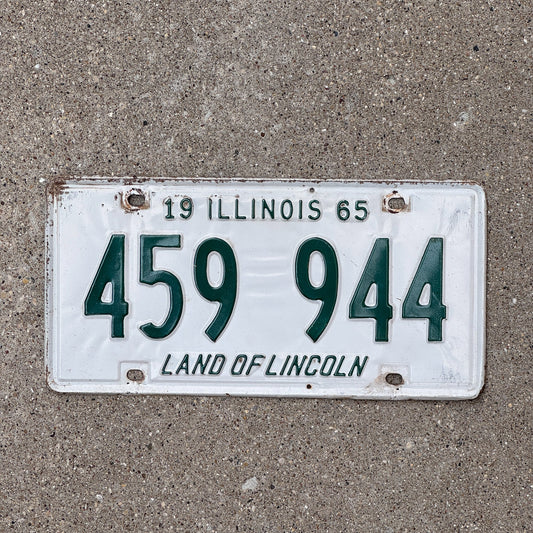 19 ILLINOIS 65
459 944
LAND OF LINCOLN